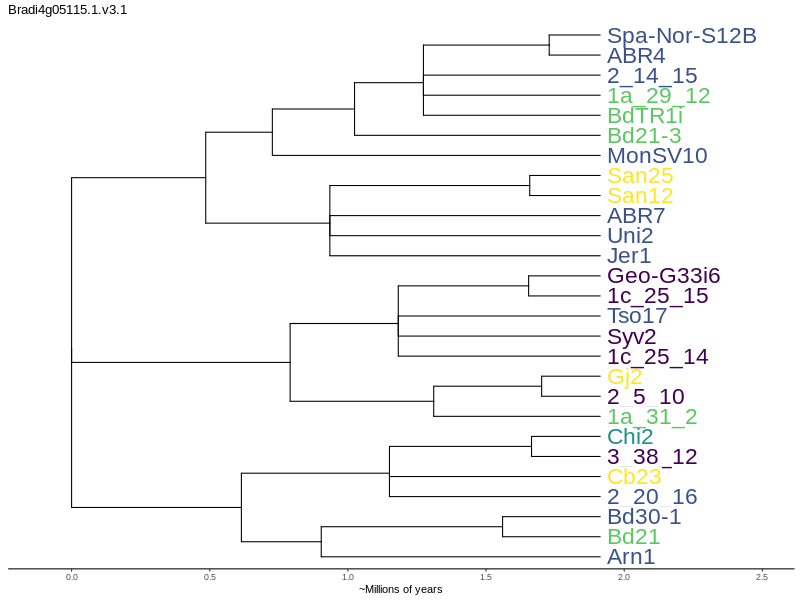 Bradi4g05115.1.v3.1
Spa-Nor-S12B
ABR4
2_14_15
1a_29_12
BdTR1i
Bd21-3
MonSV10
San25
San12
ABR7
Uni2
Jer1
Geo-G33i6
1c_25_15
Tso17
Syv2
1c_25_14
Gj2
2_5_10
1a_31_2
Chi2
3_38_12
Cb23
2_20_16
Bd30-1
Bd21
Arn1
0.0 0.5 1.0 1.5 2.0 2.5
~Millions of years